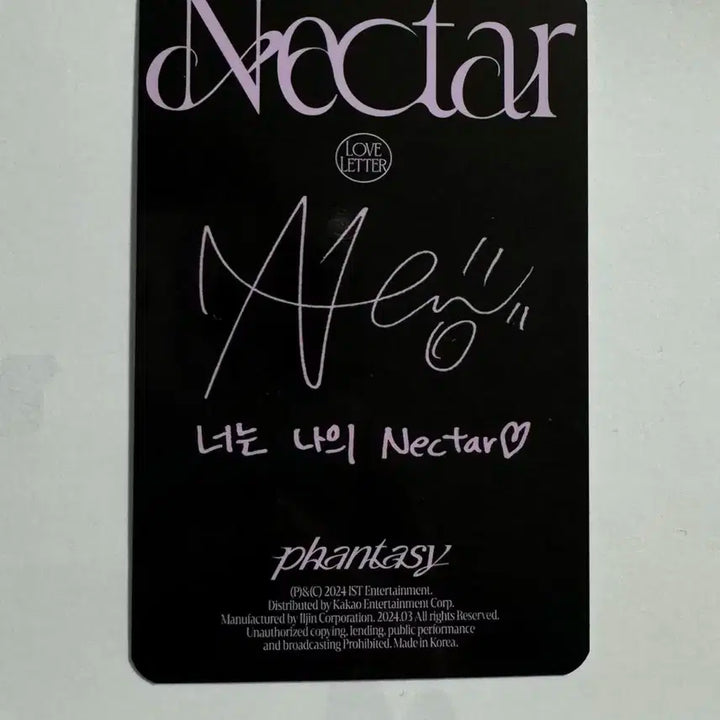 Nectar
LOVE
LETTER
너는 나의 Nectar♡
phantasy
(P)&(C) 2024 IST Entertainment.
Distributed by Kakao Entertainment Corp.
Manufactured by Iljin Corporation. 2024.03 All rights Reserved.
Unauthorized copying, lending, public performance
and broadcasting Prohibited. Made in Korea.